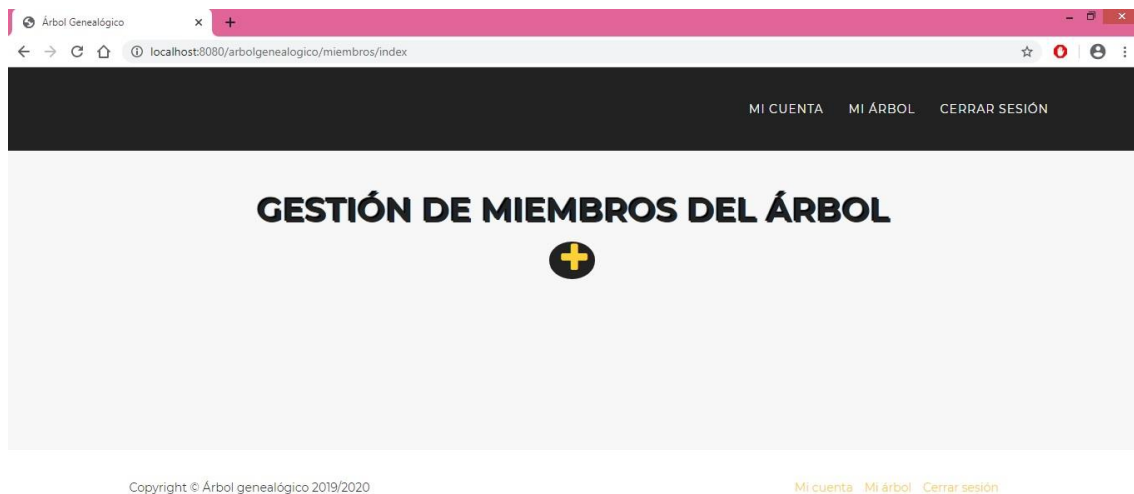 Árbol Genealógico
localhost:8080/arbolgenealogico/miembros/index
MI CUENTA MI ÁRBOL CERRAR SESIÓN
GESTIÓN DE MIEMBROS DEL ÁRBOL
Copyright © Árbol genealógico 2019/2020 Mi cuenta Mi árbol Cerrar sesión